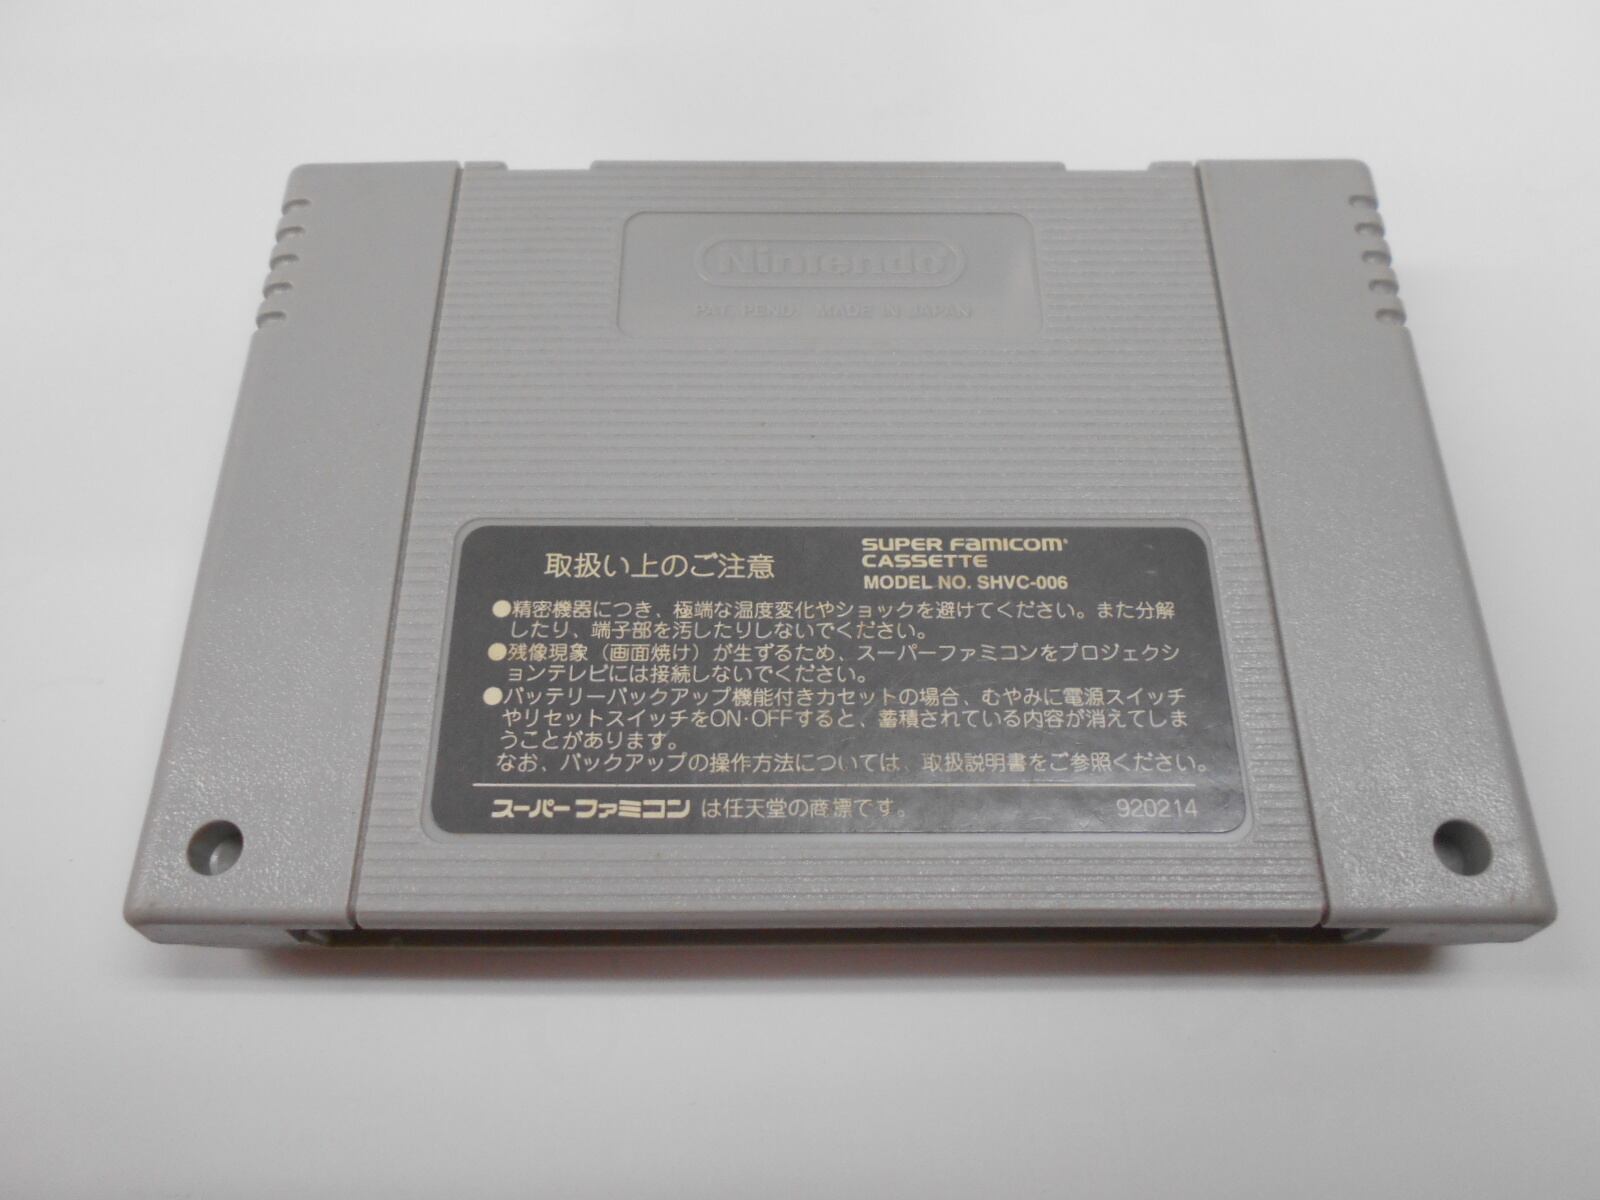 Nintendo
PAT. PEND. MADE IN JAPAN
取扱い上のご注意
SUPER FAMICOM
CASSETTE
MODEL NO. SHVC-006
●精密機器につき、極端な温度変化やショックを避けてください。また分解
したり、端子部を汚したりしないでください。
●残像現象（画面焼け）が生ずるため、スーパーファミコンをプロジェクシ
ョンテレビには接続しないでください。
●バッテリーバックアップ機能付きカセットの場合、むやみに電源スイッチ
やリセットスイッチをON・OFFすると、蓄積されている内容が消えてしま
うことがあります。
なお、バックアップの操作方法については、取扱説明書をご参照ください。
スーパーファミコン は任天堂の商標です。
920214